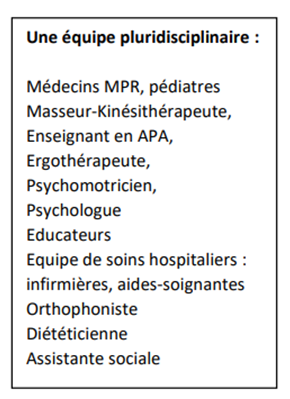 Une équipe pluridisciplinaire :
Médecins MPR, pédiatres
Masseur-Kinésithérapeute,
Enseignant en APA,
Ergothérapeute,
Psychomotricien,
Psychologue
Educateurs
Equipe de soins hospitaliers :
infirmières, aides-soignantes
Orthophoniste
Diététicienne
Assistante sociale